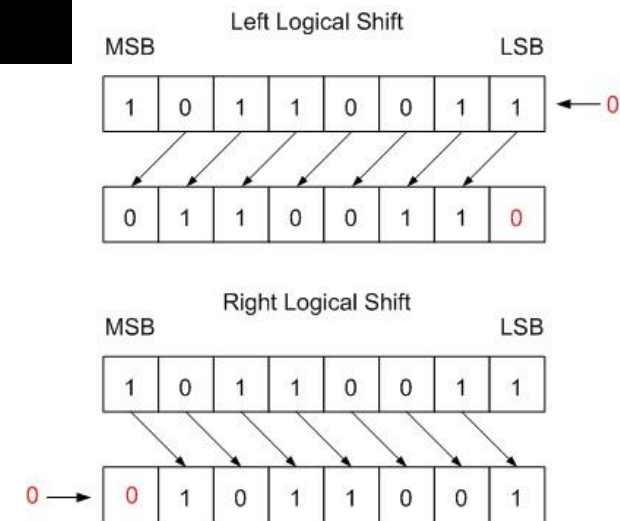 Left Logical Shift
MSB LSB
1 0 1 1 0 0 1 1 0
0 1 1 0 0 1 1 0
Right Logical Shift
MSB LSB
1 0 1 1 0 0 1 1
0 0 1 0 1 1 0 0 1